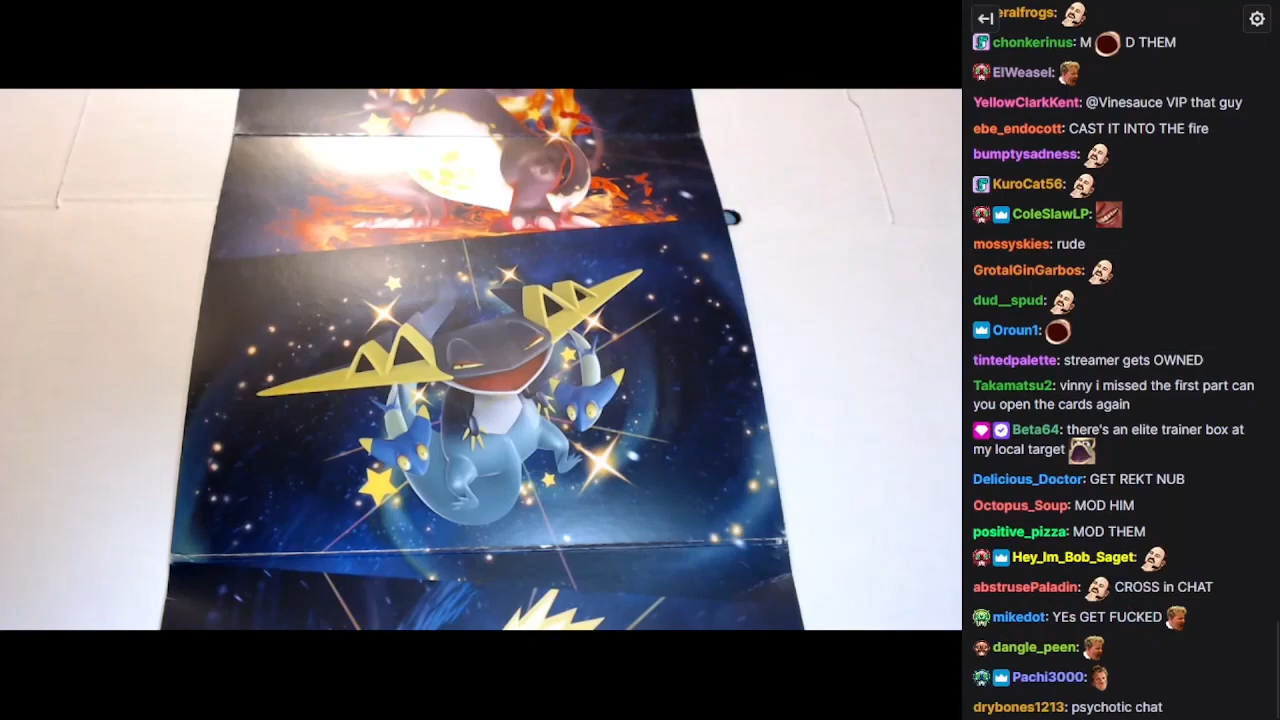 eralfrogs:
chonkerinus: M D THEM
ElWeasel:
YellowClarkKent: @Vinesauce VIP that guy
ebe_endocott: CAST IT INTO THE fire
bumptysadness:
KuroCat56:
ColeSlawLP:
mossyskies: rude
GrotalGinGarbos:
dud__spud:
Oroun1:
tintedpalette: streamer gets OWNED
Takamatsu2: vinny i missed the first part can
you open the cards again
Beta64: there's an elite trainer box at
my local target
Delicious_Doctor: GET REKT NUB
Octopus_Soup: MOD HIM
positive_pizza: MOD THEM
Hey_Im_Bob_Saget:
abstrusePaladin: CROSS in CHAT
mikedot: YEs GET FUCKED
dangle_peen:
Pachi3000:
drybones1213: psychotic chat